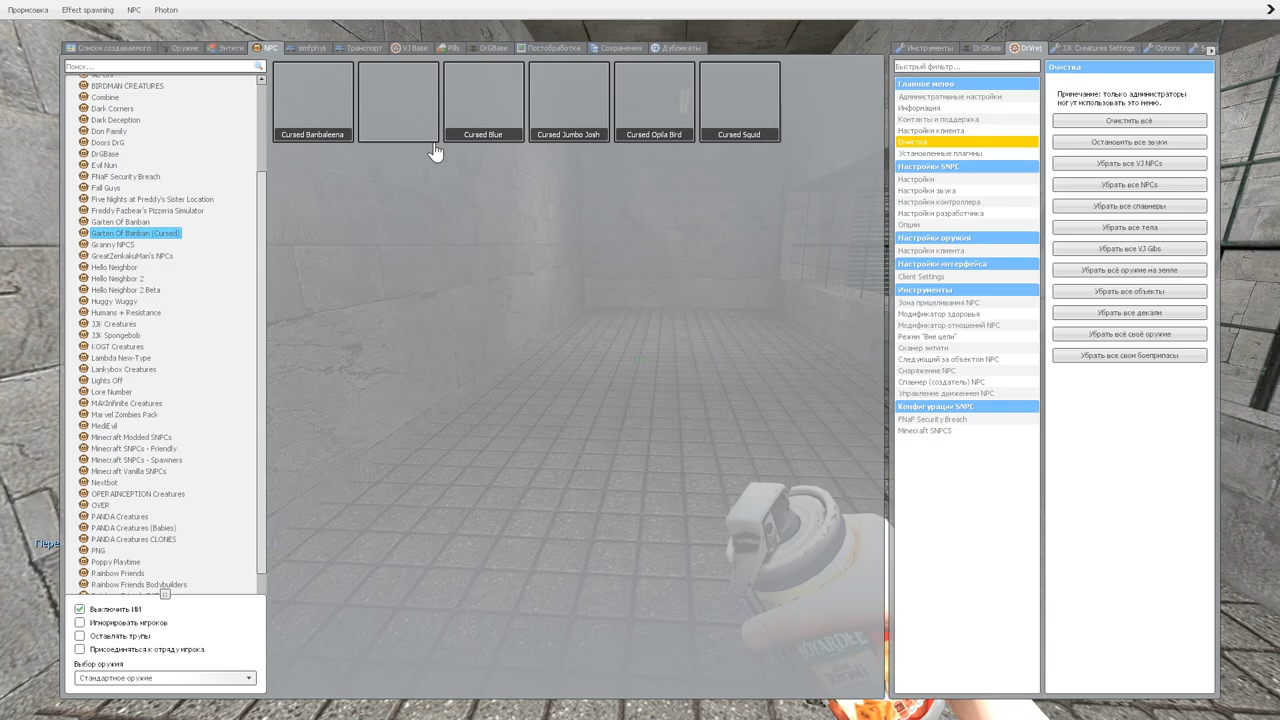 Прорисовка Effect spawning NPC Photon
Списки создаваемого Оружие Энтити NPC simfphys Транспорт VJ Base Pills DrGBase Постобработка Сохранения Дубликаты
Поиск...
BIRDMAN CREATURES
Combine
Dark Corners
Dark Deception
Don Family
Doors DrG
DrGBase
Evil Nun
FNaF Security Breach
Fall Guys
Five Nights at Freddy's Sister Location
Freddy Fazbear's Pizzeria Simulator
Garten Of Banban
Garten Of Banban (Cursed)
Granny NPCS
GreatZenkakuMan's NPCs
Hello Neighbor
Hello Neighbor 2
Hello Neighbor 2 Beta
Huggy Wuggy
Humans + Resistance
JJK Creatures
JJK Spongebob
KOGT Creatures
Lambda New-Type
Lankybox Creatures
Lights Off
Lore Number
MAXInfinite Creatures
Marvel Zombies Pack
MediEvil
Minecraft Modded SNPCs
Minecraft SNPCs - Friendly
Minecraft SNPCs - Spawners
Minecraft Vanilla SNPCs
Nextbot
OPERAINCEPTION Creatures
OVER
PANDA Creatures
PANDA Creatures (Babies)
PANDA Creatures CLONES
PNG
Poppy Playtime
Rainbow Friends
Rainbow Friends Bodybuilders
Выключить ИИ
Игнорировать игроков
Оставлять трупы
Присоединяться к отряду игрока
Выбор оружия
Стандартное оружие
Пере
Cursed Banbaleena Cursed Blue Cursed Jumbo Josh Cursed Opila Bird Cursed Squid
Инструменты DrGBase DrVrej JJK Creatures Settings Options
Быстрый фильтр...
Главное меню
Административные настройки
Информация
Контакты и поддержка
Настройки клиента
Очистка
Установленные плагины
Настройки SNPC
Настройки
Настройки звука
Настройки контроллера
Настройки разработчика
Опции
Настройки оружия
Настройки клиента
Настройки интерфейса
Client Settings
Инструменты
Зона прицеливания NPC
Модификатор здоровья
Модификатор отношений NPC
Режим "Вне цели"
Сканер энтити
Следующий за объектом NPC
Снаряжение NPC
Спавнер (создатель) NPC
Управление движением NPC
Конфигурации SNPC
FNaF Security Breach
Minecraft SNPCS
Очистка
Примечание: только администраторы
могут использовать это меню.
Очистить всё
Остановить все звуки
Убрать все VJ NPCs
Убрать все NPCs
Убрать все спавнеры
Убрать все тела
Убрать все VJ Gibs
Убрать всё оружие на земле
Убрать все объекты
Убрать все декали
Убрать всё своё оружие
Убрать все свои боеприпасы